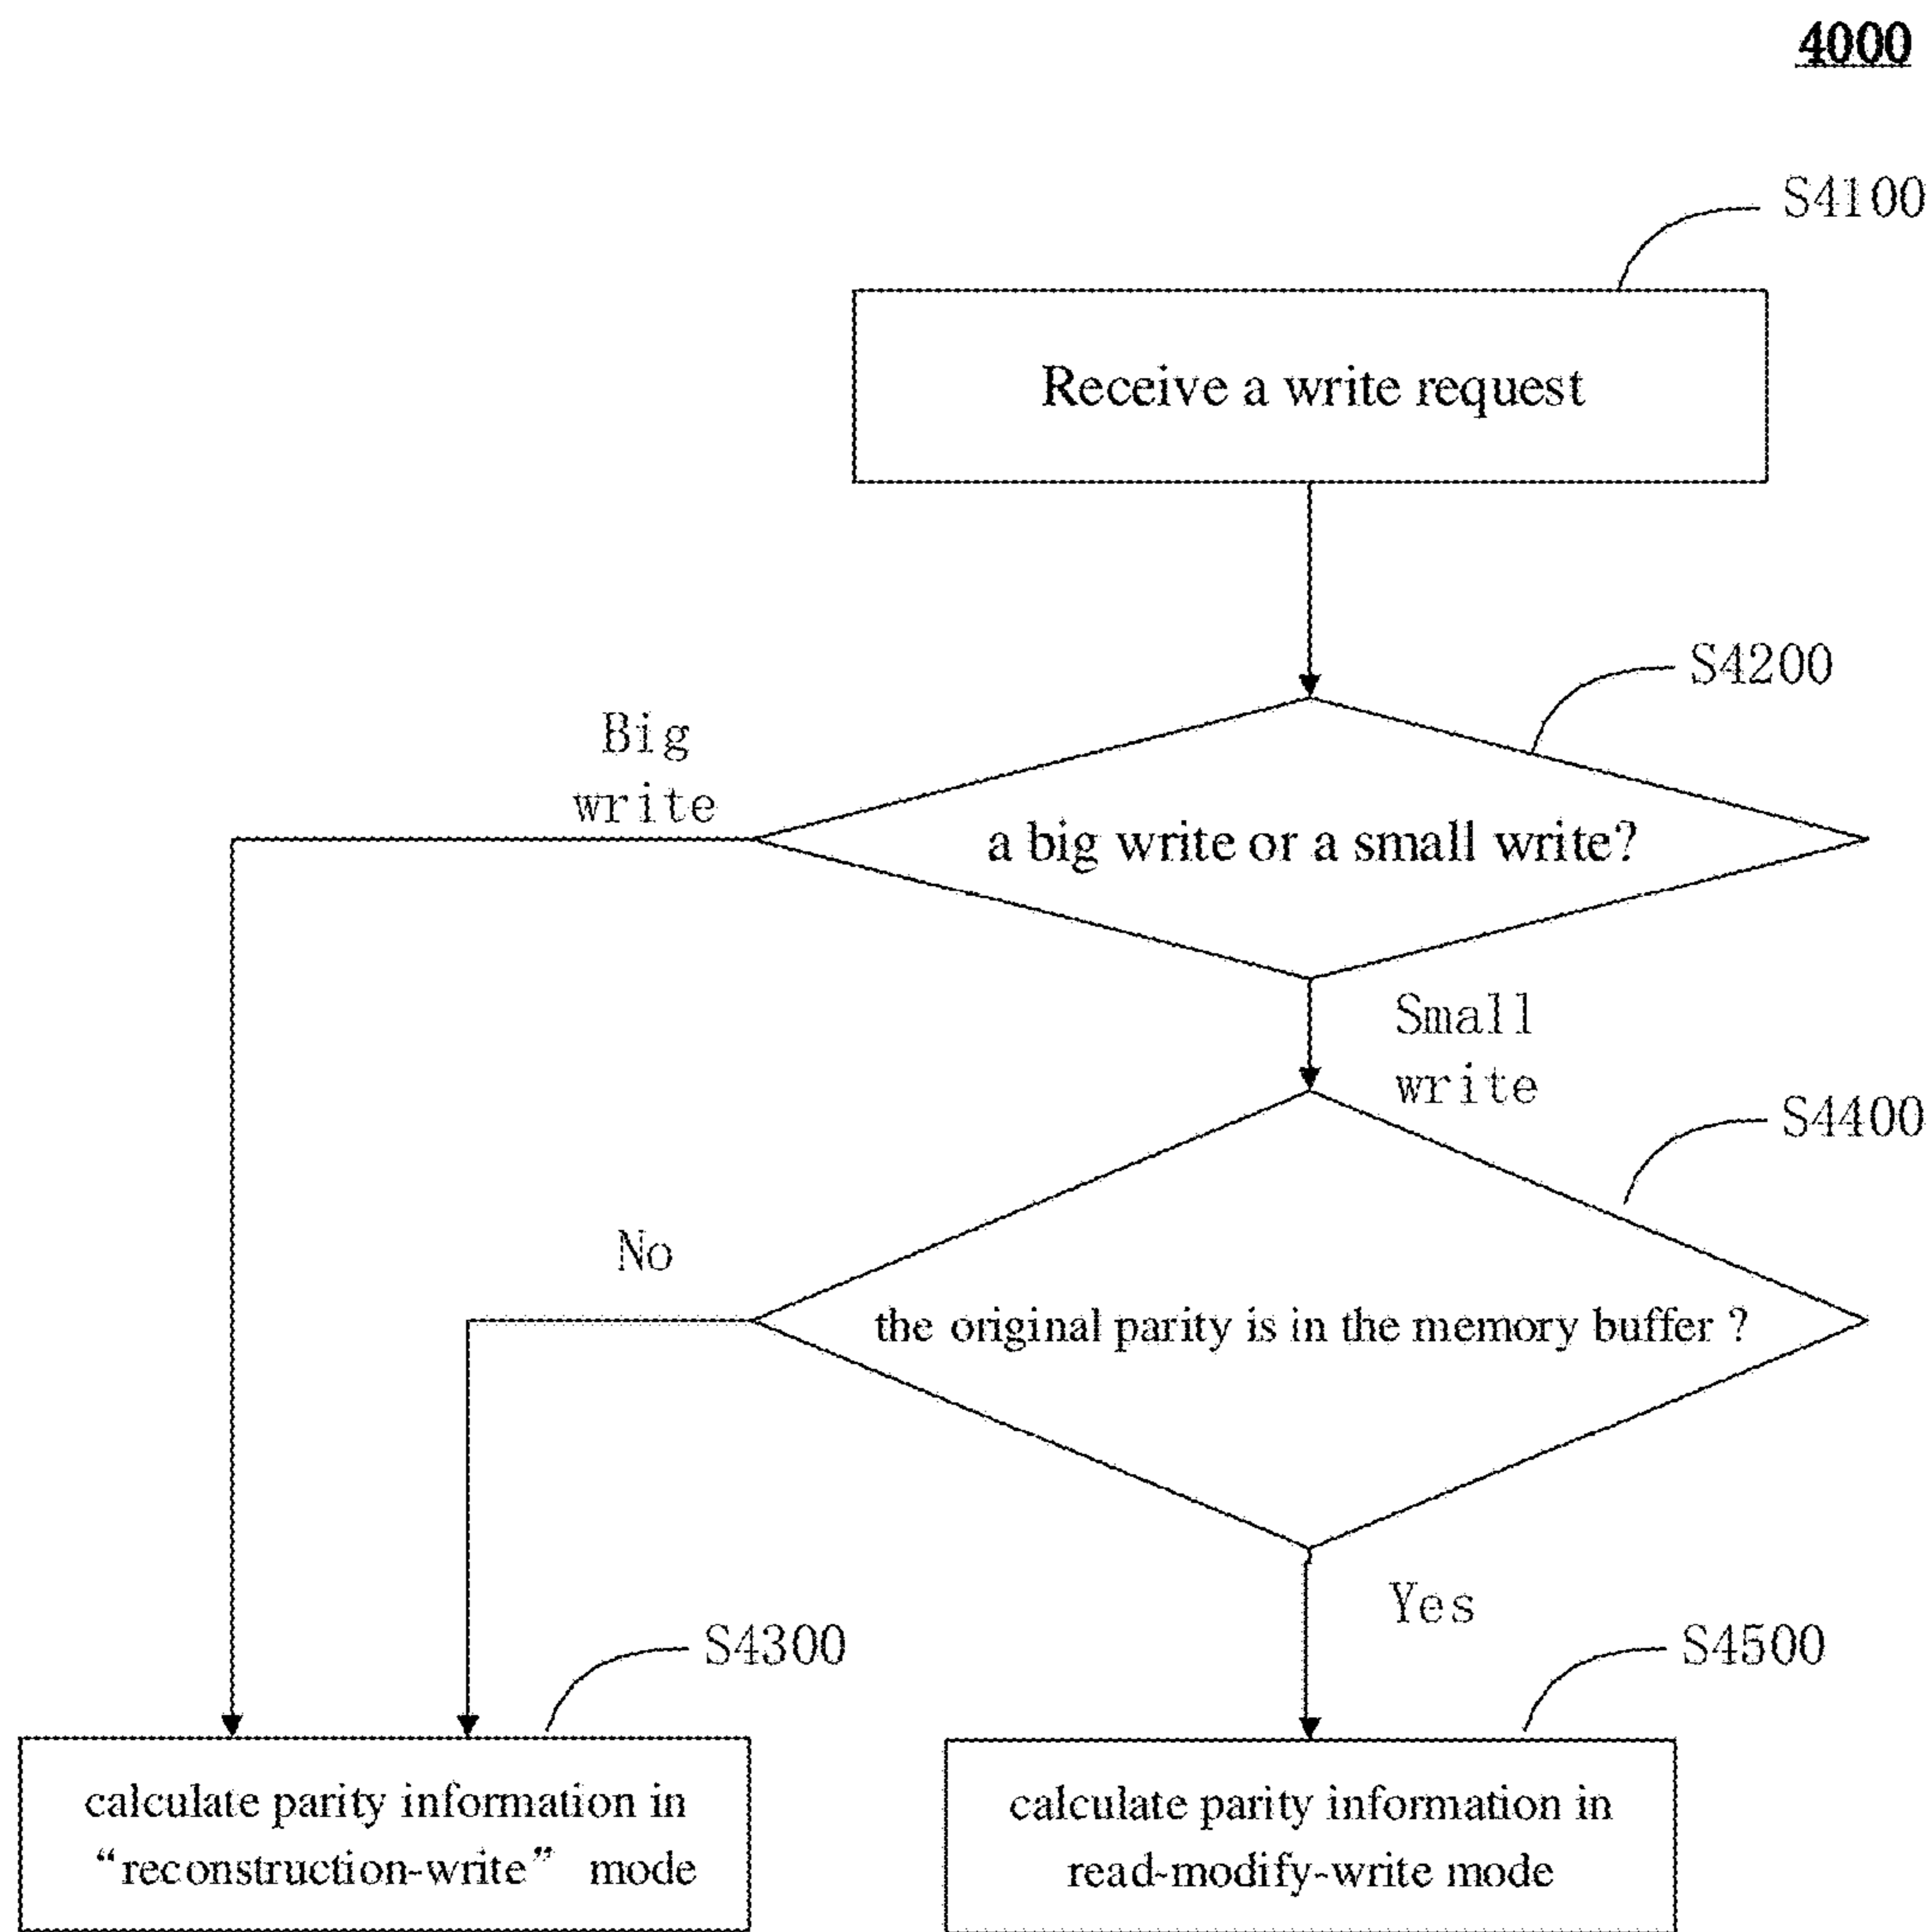 4000
S4100
Receive a write request
S4200
Big
write
a big write or a small write?
Small
write
S4400
No
the original parity is in the memory buffer ?
Yes
S4300
S4500
calculate parity information in
“reconstruction-write” mode
calculate parity information in
read-modify-write mode